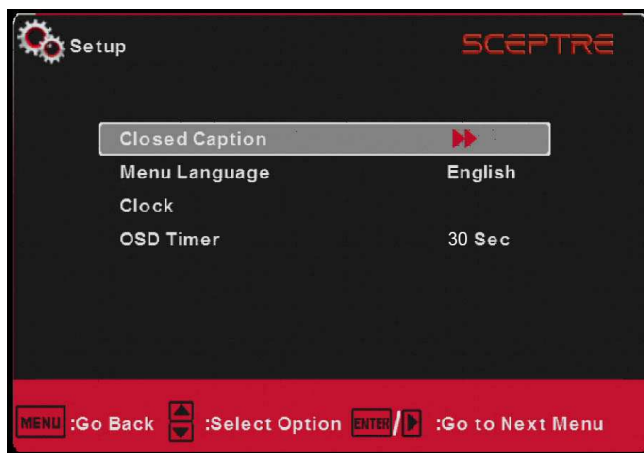 Setup SCEPTRE
Closed Caption
Menu Language English
Clock
OSD Timer 30 Sec
MENU :Go Back :Select Option ENTER/ :Go to Next Menu